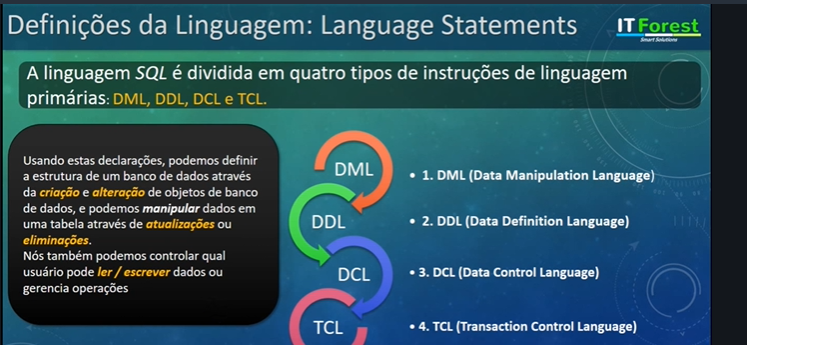 Definições da Linguagem: Language Statements
IT Forest
Smart Solutions
A linguagem SQL é dividida em quatro tipos de instruções de linguagem
primárias: DML, DDL, DCL e TCL.
Usando estas declarações, podemos definir
a estrutura de um banco de dados através
da criação e alteração de objetos de banco
de dados, e podemos manipular dados em
uma tabela através de atualizações ou
eliminações.
Nós também podemos controlar qual
usuário pode ler / escrever dados ou
gerencia operações
DML
DDL
DCL
TCL
• 1. DML (Data Manipulation Language)
• 2. DDL (Data Definition Language)
• 3. DCL (Data Control Language)
• 4. TCL (Transaction Control Language)